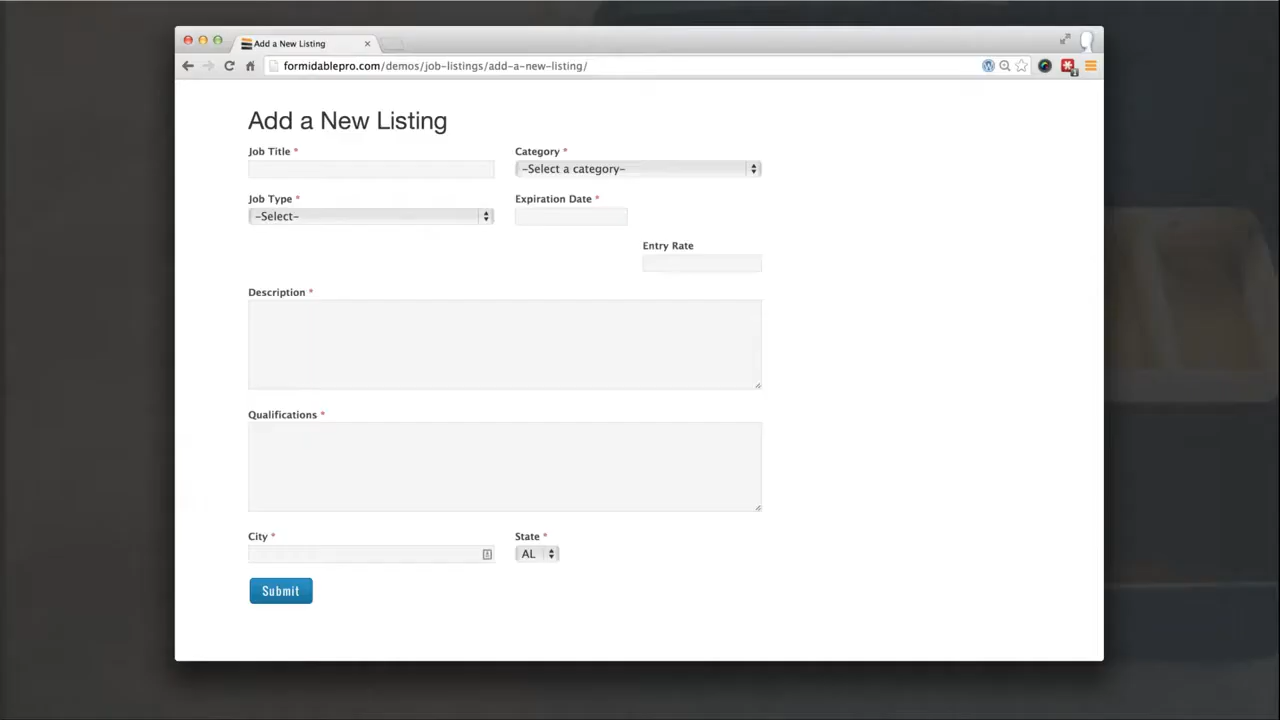 Add a New Listing
formidablepro.com/demos/job-listings/add-a-new-listing/
Add a New Listing
Job Title *
Category *
-Select a category-
Job Type *
Expiration Date *
-Select-
Entry Rate
Description *
Qualifications *
City *
State *
AL
Submit